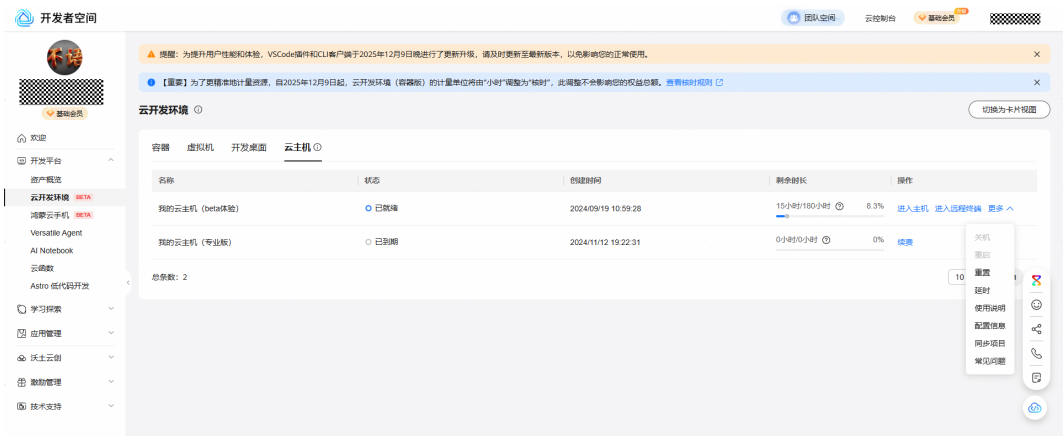 开发者空间
团队空间
云控制台
基础会员
不语
基础会员
提醒：为提升用户性能和体验，VSCode插件和CLI客户端于2025年12月9日晚进行了更新升级，请及时更新至最新版本，以免影响您的正常使用。
【重要】为了更精准地计量资源，自2025年12月9日起，云开发环境（容器版）的计量单位将由“小时”调整为“核时”，此调整不会影响您的权益总额。查看核时规则
云开发环境
切换为卡片视图
欢迎
开发平台
资产概览
云开发环境 BETA
鸿蒙云手机 BETA
Versatile Agent
AI Notebook
云函数
Astro 低代码开发
学习探索
应用管理
沃土云创
激励管理
技术支持
容器 虚拟机 开发桌面 云主机
名称 状态 创建时间 剩余时长 操作
我的云主机（beta体验） 已就绪 2024/09/19 10:59:28 15小时/180小时 8.3% 进入主机 进入远程终端 更多
我的云主机（专业版） 已到期 2024/11/12 19:22:31 0小时/0小时 0% 续费
总条数：2
10
关机
重启
重置
延时
使用说明
配置信息
同步项目
常见问题